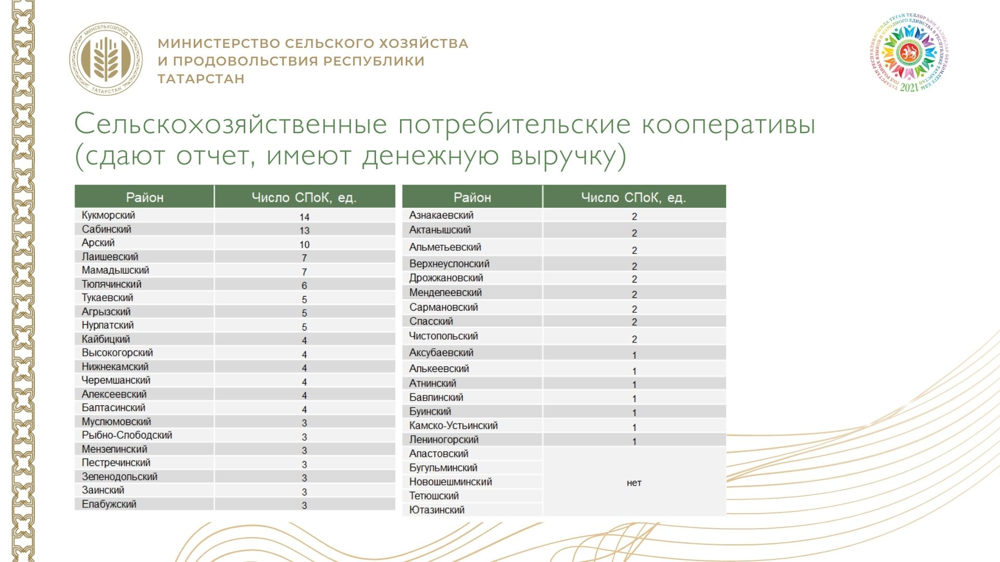 МИНСЕЛЬХОЗПРОД
ТАТАРСТАН
МИНИСТЕРСТВО СЕЛЬСКОГО ХОЗЯЙСТВА
И ПРОДОВОЛЬСТВИЯ РЕСПУБЛИКИ
ТАТАРСТАН
ТАТАРСТАН РЕСПУБЛИКАСЫНДА ТУГАН ТЕЛЛӘР ҺӘМ ХАЛЫКЛАР БЕРДӘМЛЕГЕ ЕЛЫ
ГОД РОДНЫХ ЯЗЫКОВ И НАРОДНОГО ЕДИНСТВА В РЕСПУБЛИКЕ ТАТАРСТАН
2021
Сельскохозяйственные потребительские кооперативы
(сдают отчет, имеют денежную выручку)
Район Число СПоК, ед.
Кукморский 14
Сабинский 13
Арский 10
Лаишевский 7
Мамадышский 7
Тюлячинский 6
Тукаевский 5
Агрызский 5
Нурлатский 5
Кайбицкий 4
Высокогорский 4
Нижнекамский 4
Черемшанский 4
Алексеевский 4
Балтасинский 4
Муслюмовский 3
Рыбно-Слободский 3
Мензелинский 3
Пестречинский 3
Зеленодольский 3
Заинский 3
Елабужский 3
Район Число СПоК, ед.
Азнакаевский 2
Актанышский 2
Альметьевский 2
Верхнеуслонский 2
Дрожжановский 2
Менделеевский 2
Сармановский 2
Спасский 2
Чистопольский 2
Аксубаевский 1
Алькеевский 1
Атнинский 1
Бавлинский 1
Буинский 1
Камско-Устьинский 1
Лениногорский 1
Апастовский
Бугульминский
Новошешминский нет
Тетюшский
Ютазинский